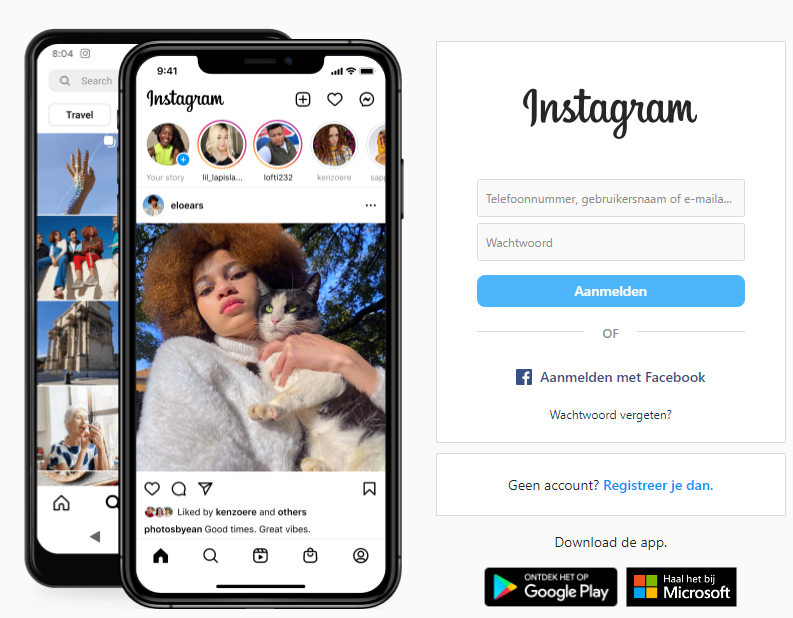 8:04
Search
Travel
9:41
Instagram
Your story
lil_lapisla...
lofti232
kenzoere
sapp
eloears
Liked by kenzoere and others
photosbyean Good times. Great vibes.
Instagram
Telefoonnummer, gebruikersnaam of e-maila...
Wachtwoord
Aanmelden
OF
Aanmelden met Facebook
Wachtwoord vergeten?
Geen account? Registreer je dan.
Download de app.
ONTDEK HET OP
Google Play
Haal het bij
Microsoft